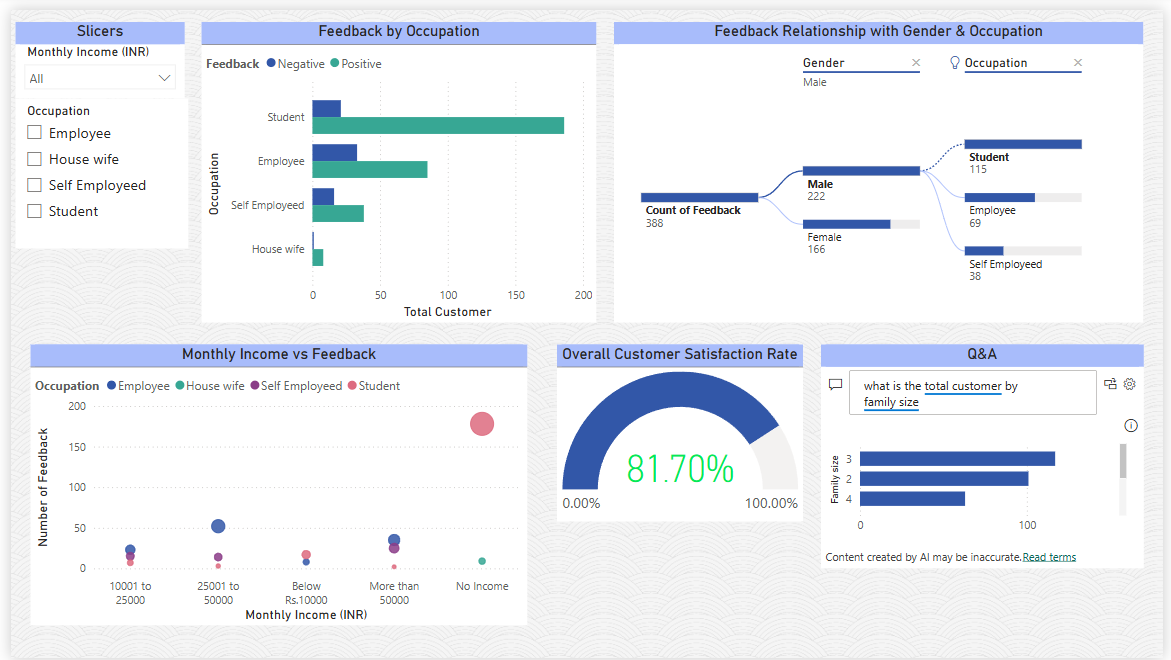 Slicers
Monthly Income (INR)
All
Occupation
Employee
House wife
Self Employeed
Student
Feedback by Occupation
Feedback Negative Positive
Occupation
Student
Employee
Self Employeed
House wife
0 50 100 150 200
Total Customer
Feedback Relationship with Gender & Occupation
Gender
Male
Occupation
Count of Feedback
388
Male
222
Female
166
Student
115
Employee
69
Self Employeed
38
Monthly Income vs Feedback
Occupation Employee House wife Self Employeed Student
Number of Feedback
200
150
100
50
0
10001 to
25000
25001 to
50000
Below
Rs.10000
More than
50000
No Income
Monthly Income (INR)
Overall Customer Satisfaction Rate
81.70%
0.00% 100.00%
Q&A
what is the total customer by
family size
Family size
3
2
4
0 100
Content created by AI may be inaccurate. Read terms